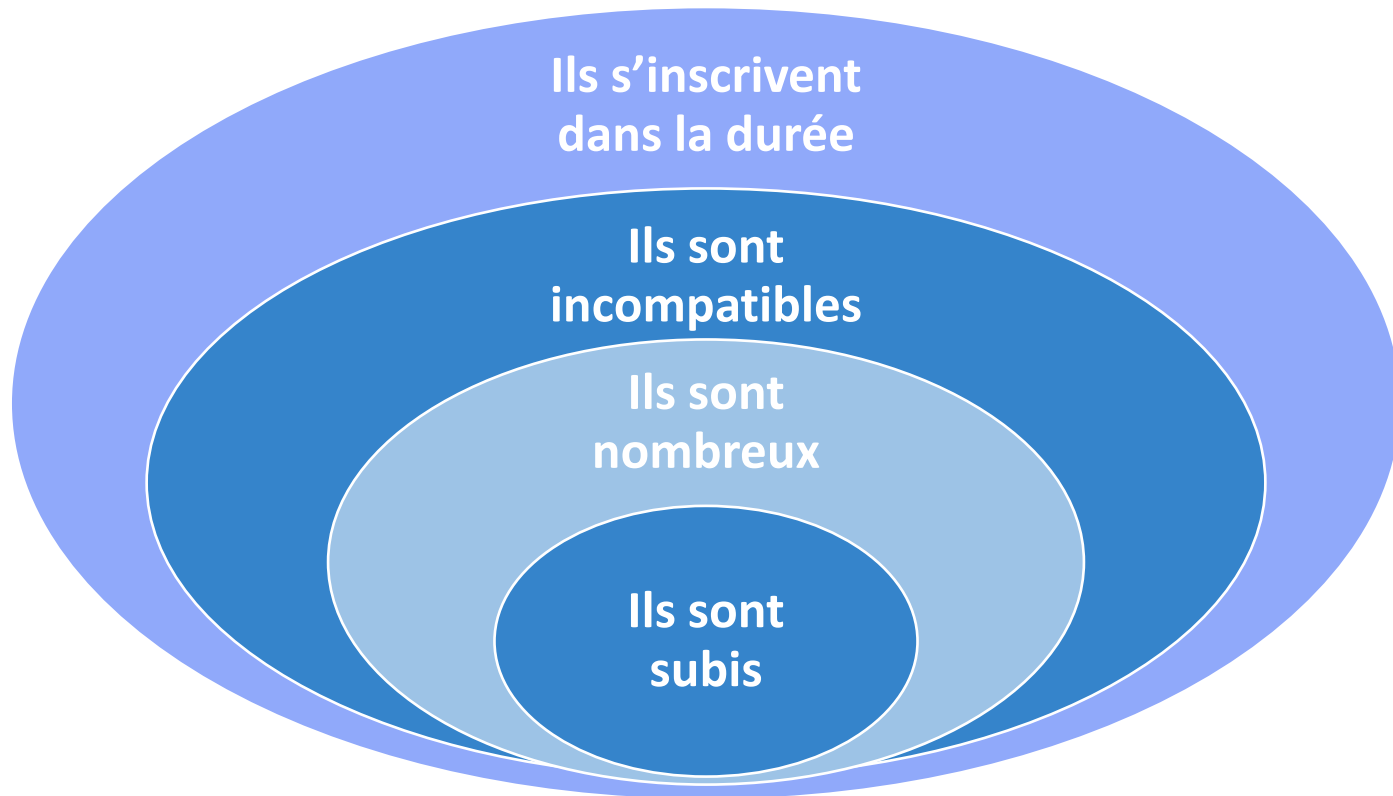 Ils s’inscrivent
dans la durée
Ils sont
incompatibles
Ils sont
nombreux
Ils sont
subis